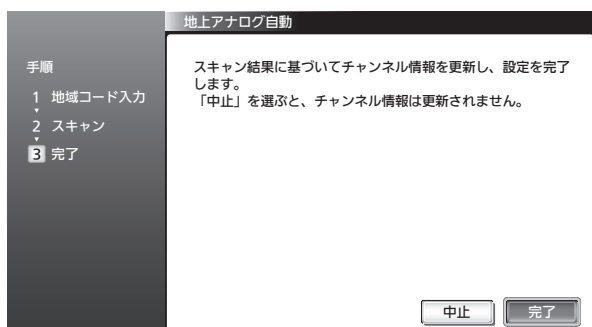 地上アナログ自動
手順
1 地域コード入力
2 スキャン
3 完了
スキャン結果に基づいてチャンネル情報を更新し、設定を完了
します。
「中止」を選ぶと、チャンネル情報は更新されません。
中止 完了